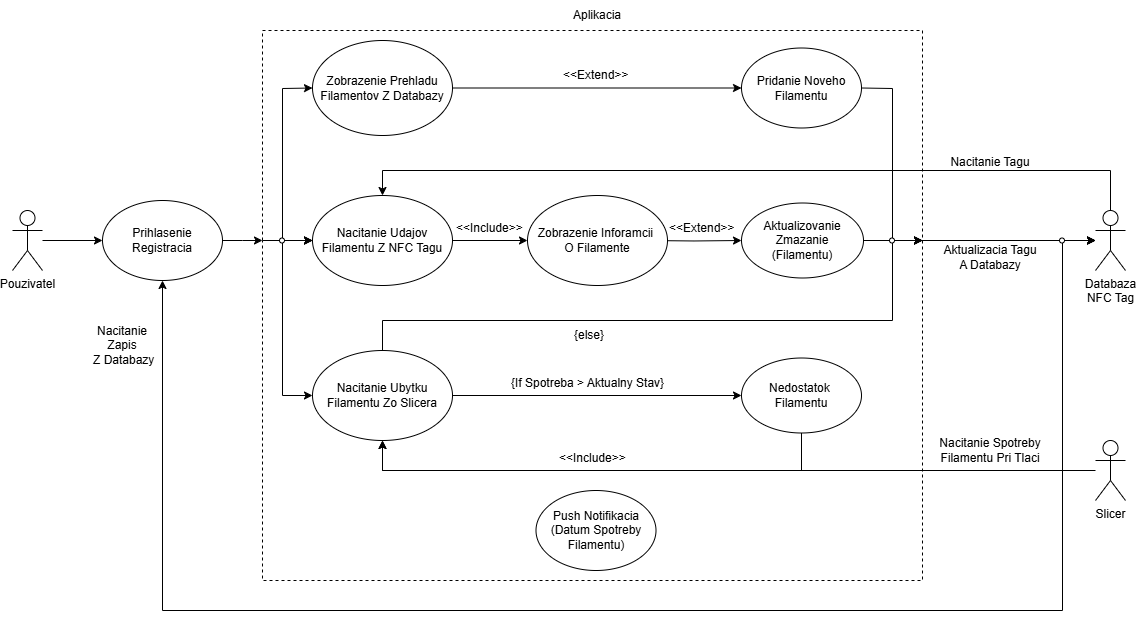 Aplikacia
Zobrazenie Prehladu
Filamentov Z Databazy
<<Extend>>
Pridanie Noveho
Filamentu
Nacitanie Tagu
Pouzivatel
Prihlasenie
Registracia
Nacitanie Udajov
Filamentu Z NFC Tagu
<<Include>>
Zobrazenie Inforamcii
O Filamente
<<Extend>>
Aktualizovanie
Zmazanie
(Filamentu)
Aktualizacia Tagu
A Databazy
Databaza
NFC Tag
Nacitanie
Zapis
Z Databazy
{else}
Nacitanie Ubytku
Filamentu Zo Slicera
{If Spotreba > Aktualny Stav}
Nedostatok
Filamentu
<<Include>>
Nacitanie Spotreby
Filamentu Pri Tlaci
Slicer
Push Notifikacia
(Datum Spotreby
Filamentu)